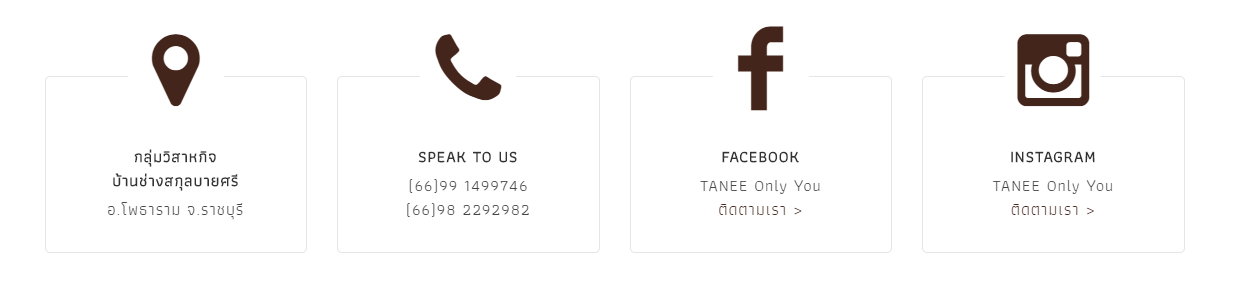 กลุ่มวิสาหกิจ
บ้านช่างสกุลบายศรี
อ.โพธาราม จ.ราชบุรี
SPEAK TO US
(66)99 1499746
(66)98 2292982
FACEBOOK
TANEE Only You
ติดตามเรา >
INSTAGRAM
TANEE Only You
ติดตามเรา >